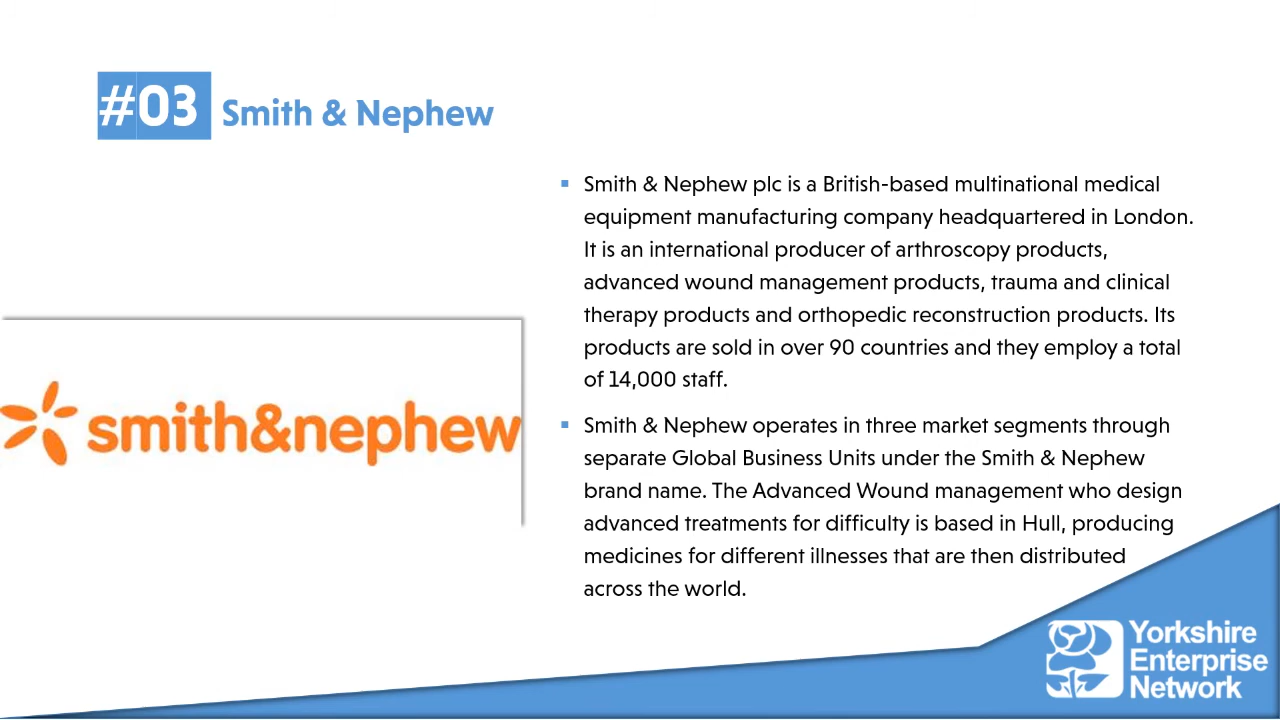 #03 Smith & Nephew
Smith & Nephew plc is a British-based multinational medical
equipment manufacturing company headquartered in London.
It is an international producer of arthroscopy products,
advanced wound management products, trauma and clinical
therapy products and orthopedic reconstruction products. Its
products are sold in over 90 countries and they employ a total
of 14,000 staff.
smith&nephew
Smith & Nephew operates in three market segments through
separate Global Business Units under the Smith & Nephew
brand name. The Advanced Wound management who design
advanced treatments for difficulty is based in Hull, producing
medicines for different illnesses that are then distributed
across the world.
Yorkshire
Enterprise
Network